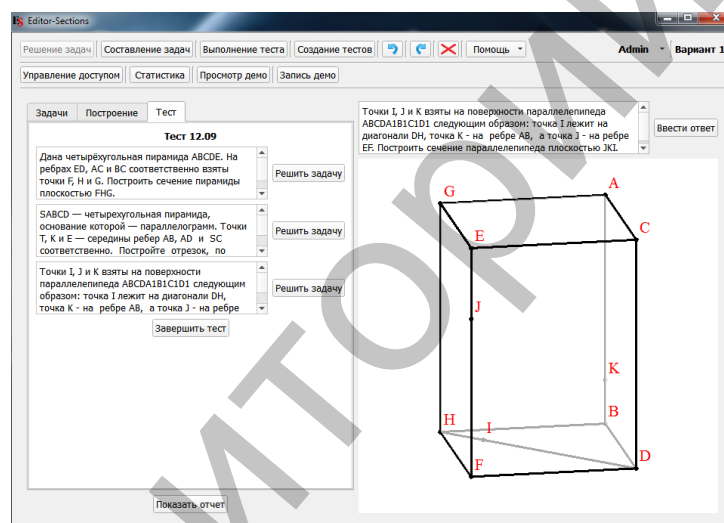 Editor-Sections
Решение задач Составление задач Выполнение теста Создание тестов Помощь Admin Вариант 1
Управление доступом Статистика Просмотр демо Запись демо
Задачи Построение Тест
Тест 12.09
Дана четырёхугольная пирамида ABCDE. На
ребрах ED, AC и BC соответственно взяты
точки F, H и G. Построить сечение пирамиды
плоскостью FHG.
Решить задачу
SABCD — четырехугольная пирамида,
основание которой — параллелограмм. Точки
T, K и E — середины ребер AB, AD и SC
соответственно. Постройте отрезок, по
Решить задачу
Точки I, J и K взяты на поверхности
параллелепипеда ABCDA1B1C1D1 следующим
образом: точка I лежит на диагонали DH,
точка K - на ребре AB, а точка J - на ребре
Решить задачу
Завершить тест
Показать отчет
Точки I, J и K взяты на поверхности параллелепипеда
ABCDA1B1C1D1 следующим образом: точка I лежит на
диагонали DH, точка K - на ребре AB, а точка J - на ребре
EF. Построить сечение параллелепипеда плоскостью JKI.
Ввести ответ
A
G
C
E
J
K
B
H
I
D
F